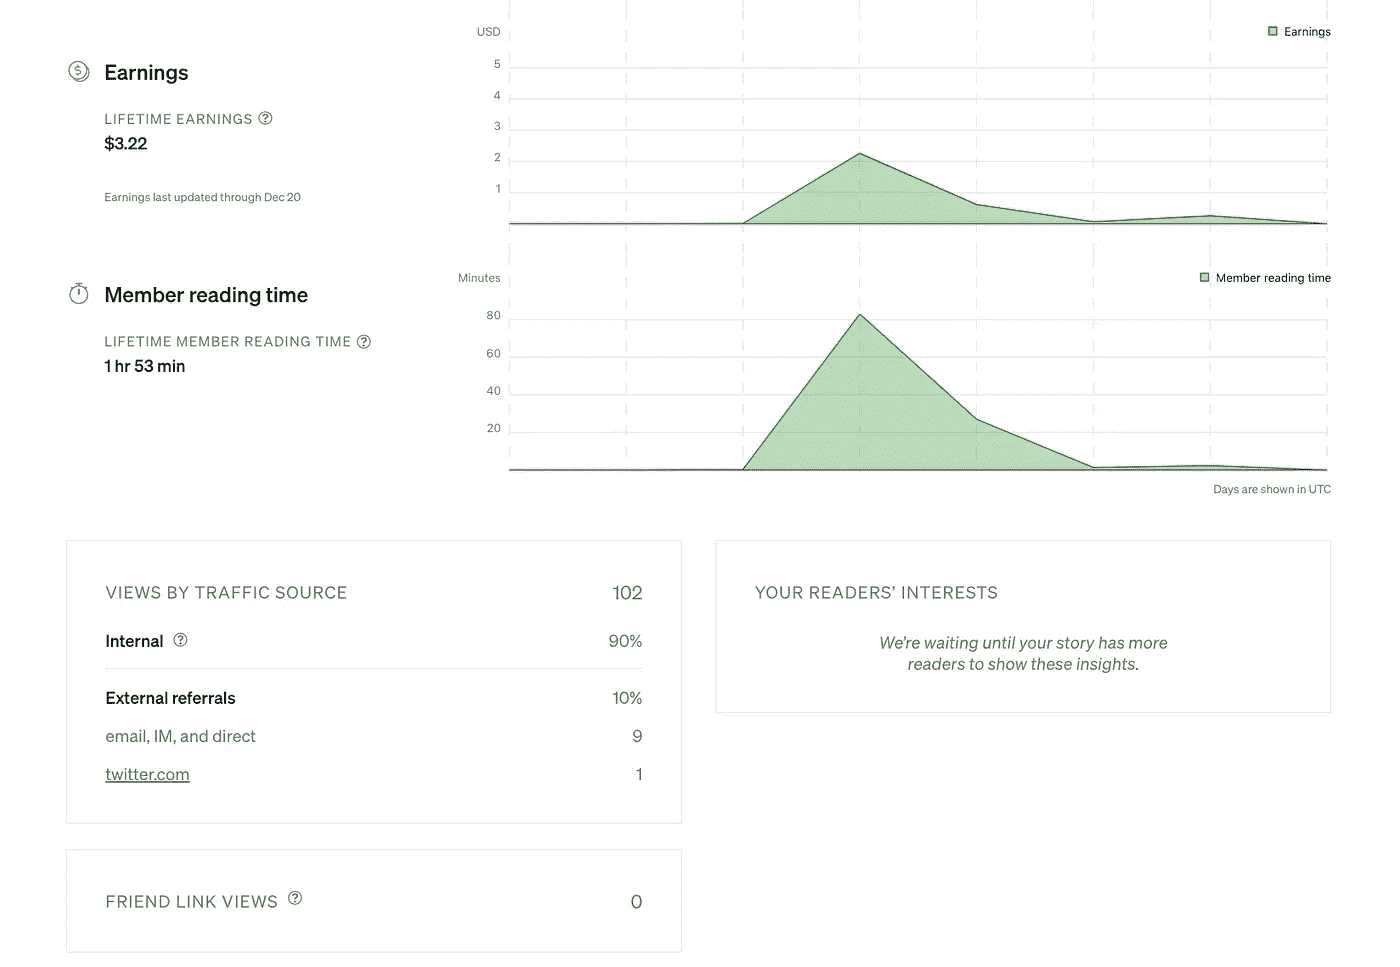 USD
Earnings
Earnings
5
4
3
2
1
LIFETIME EARNINGS ?
$3.22
Earnings last updated through Dec 20
Minutes
Member reading time
Member reading time
80
60
40
20
LIFETIME MEMBER READING TIME ?
1 hr 53 min
Days are shown in UTC
VIEWS BY TRAFFIC SOURCE 102
Internal ? 90%
External referrals 10%
email, IM, and direct 9
twitter.com 1
YOUR READERS’ INTERESTS
We’re waiting until your story has more
readers to show these insights.
FRIEND LINK VIEWS ? 0